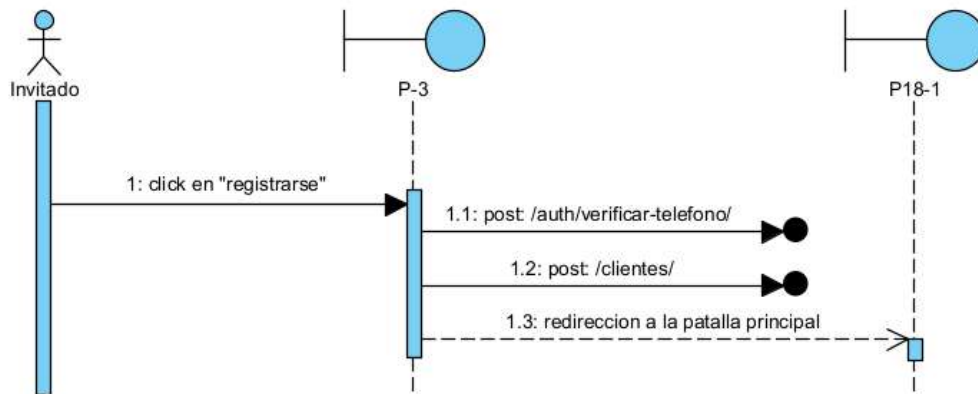 Invitado
P-3
P18-1
1: click en "registrarse"
1.1: post: /auth/verificar-telefono/
1.2: post: /clientes/
1.3: redireccion a la patalla principal